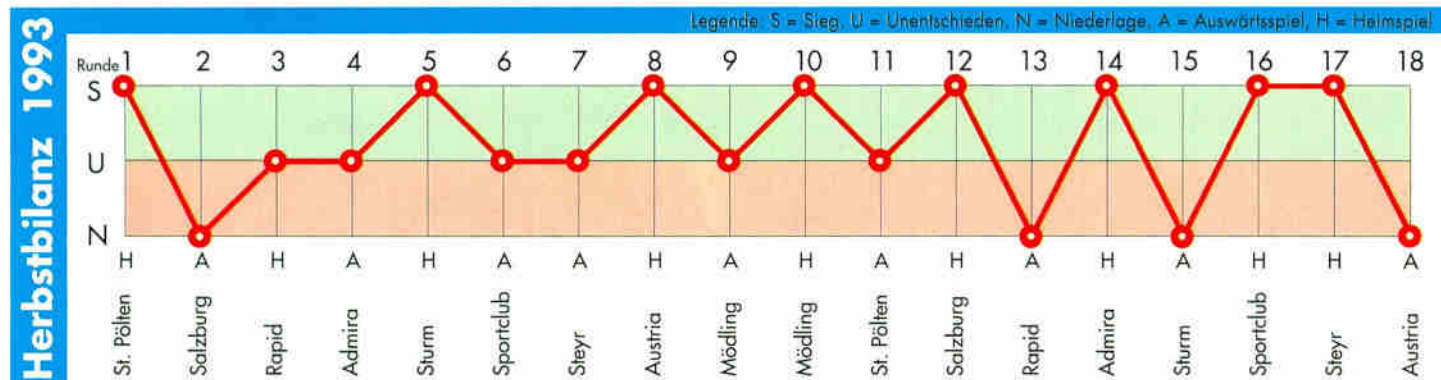 Herbstbilanz 1993
Legende: S = Sieg, U = Unentschieden, N = Niederlage, A = Auswärtsspiel, H = Heimspiel
Runde 1 2 3 4 5 6 7 8 9 10 11 12 13 14 15 16 17 18
S
U
N
H A H A H A A H A H A H A H A H H A
St. Pölten
Salzburg
Rapid
Admira
Sturm
Sportclub
Steyr
Austria
Mödling
Mödling
St. Pölten
Salzburg
Rapid
Admira
Sturm
Sportclub
Steyr
Austria